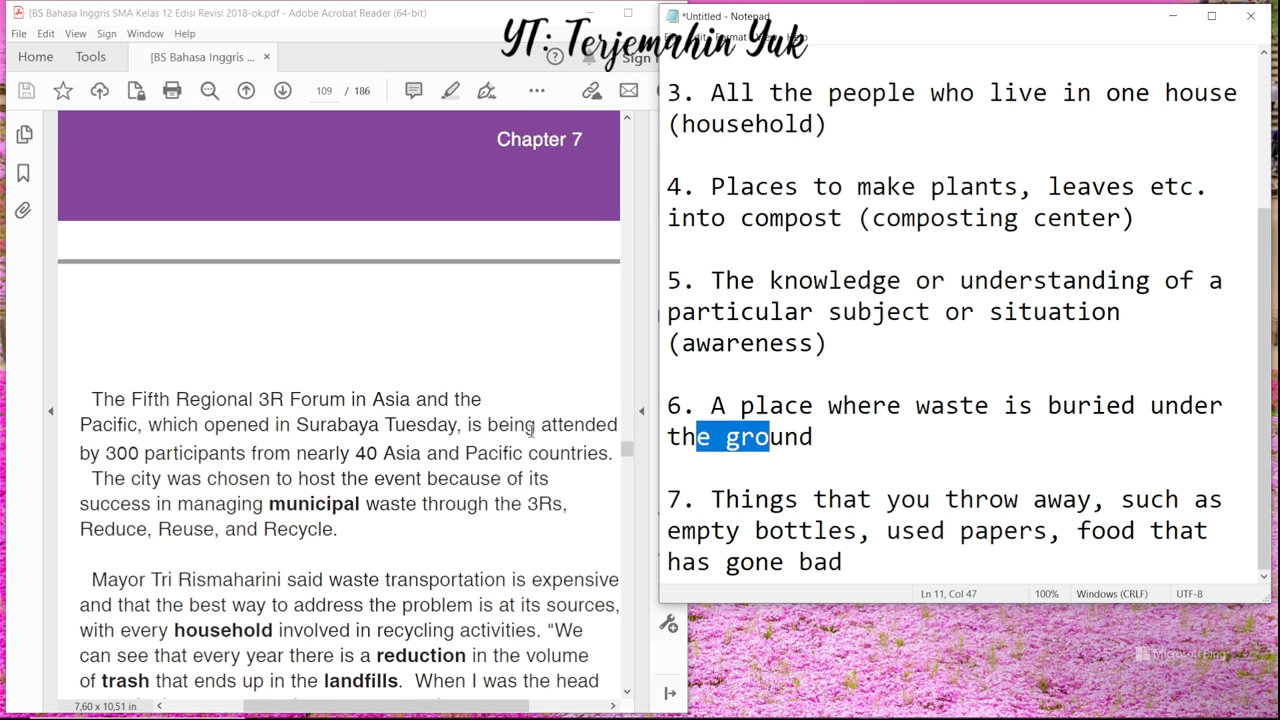 [BS Bahasa Inggris SMA Kelas 12 Edisi Revisi 2018-ok.pdf - Adobe Acrobat Reader (64-bit)
File Edit View Sign Window Help
Home Tools [BS Bahasa Inggris ... × Sign
109 / 186
YT: Terjemahin Yuk
Chapter 7
The Fifth Regional 3R Forum in Asia and the
Pacific, which opened in Surabaya Tuesday, is being attended
by 300 participants from nearly 40 Asia and Pacific countries.
The city was chosen to host the event because of its
success in managing municipal waste through the 3Rs,
Reduce, Reuse, and Recycle.
Mayor Tri Rismaharini said waste transportation is expensive
and that the best way to address the problem is at its sources,
with every household involved in recycling activities. "We
can see that every year there is a reduction in the volume
of trash that ends up in the landfills. When I was the head
7,60 x 10,51 in
*Untitled - Notepad
File Edit Format View Help
3. All the people who live in one house
(household)
4. Places to make plants, leaves etc.
into compost (composting center)
5. The knowledge or understanding of a
particular subject or situation
(awareness)
6. A place where waste is buried under
the ground
7. Things that you throw away, such as
empty bottles, used papers, food that
has gone bad
Ln 11, Col 47 100% Windows (CRLF) UTF-8
Microsoft Bing